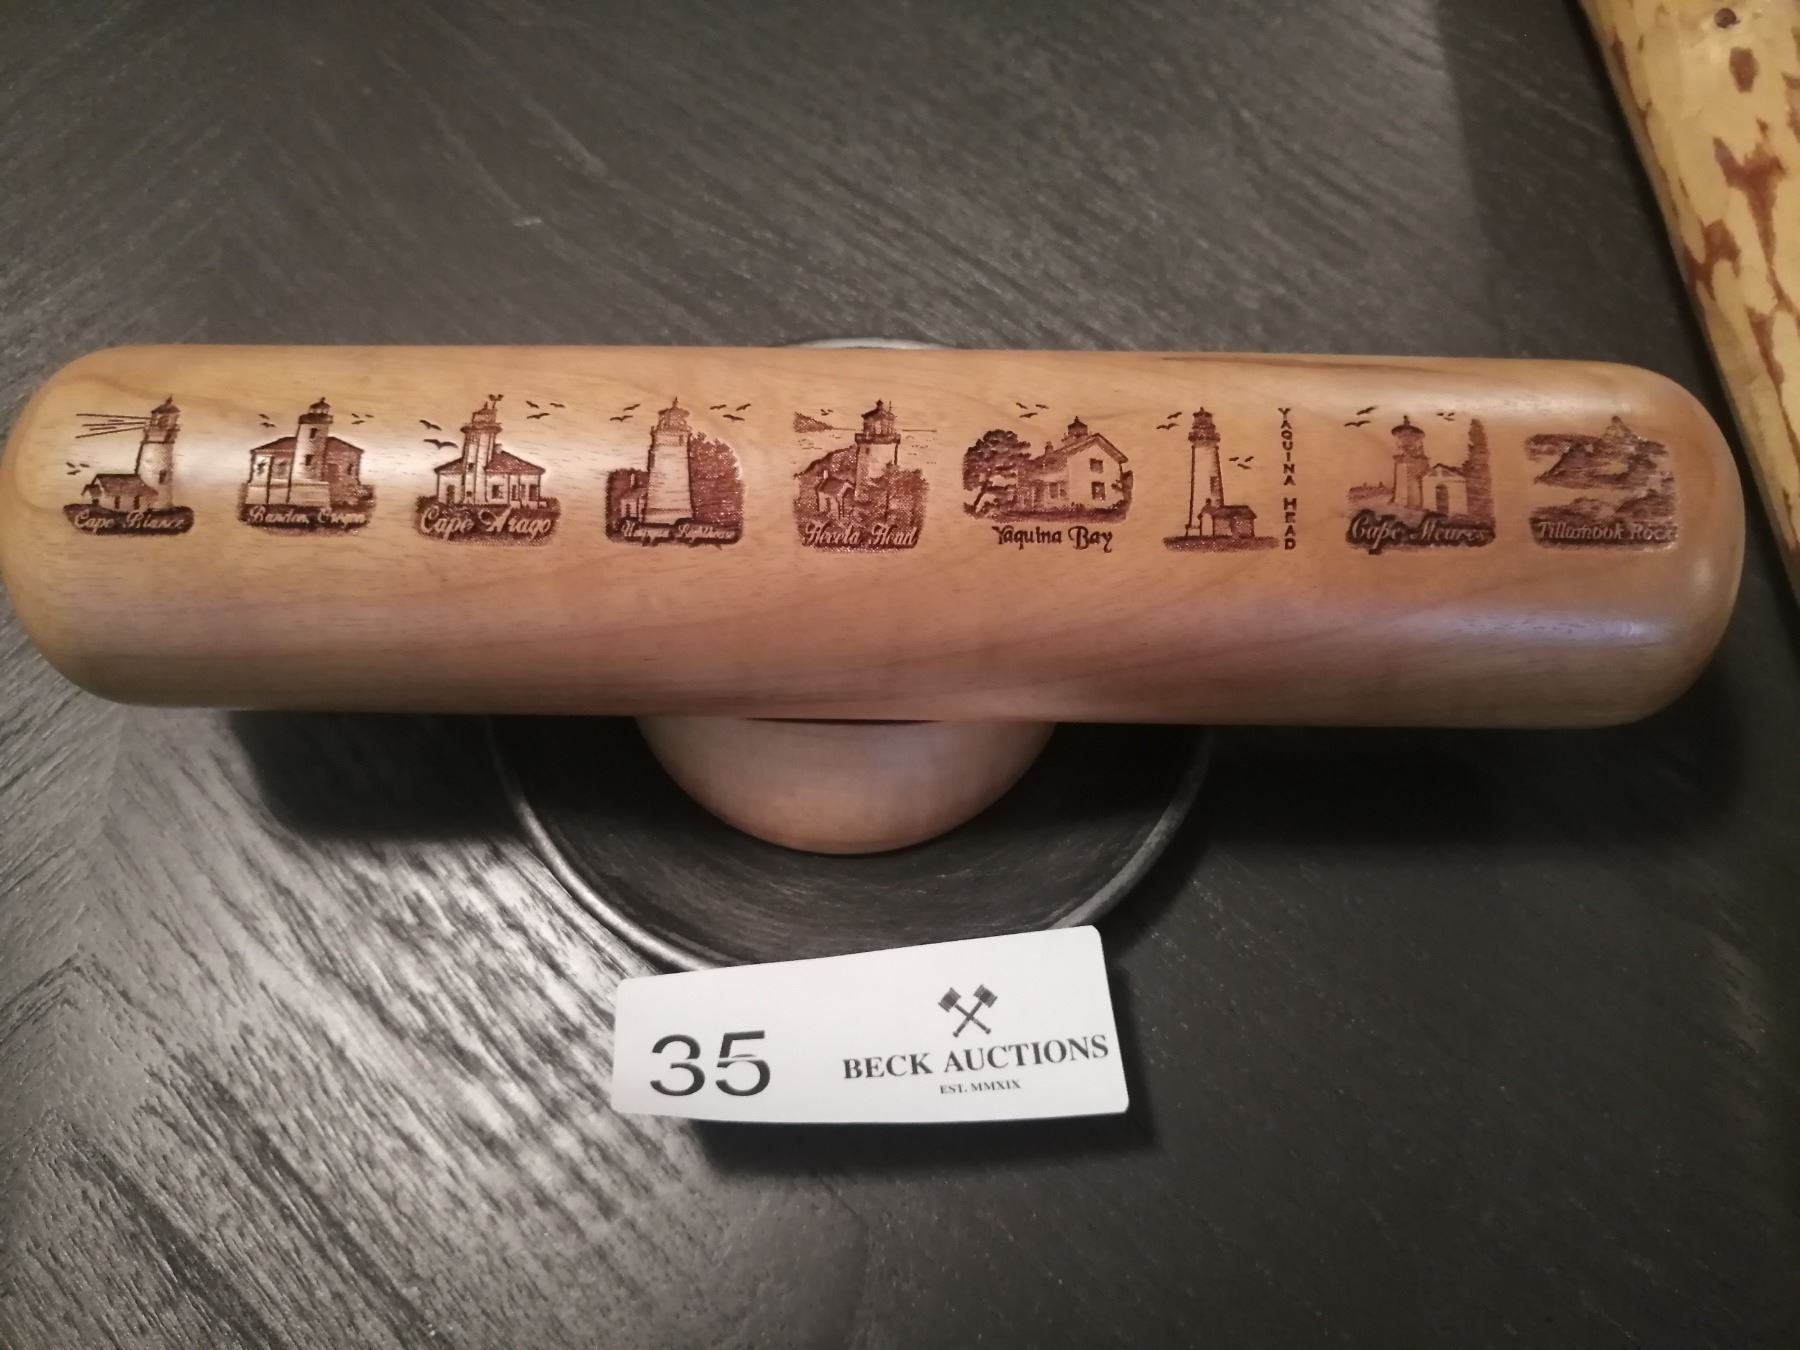 Cape Blanco
Bandon, Oregon
Cape Arago
Umpqua Lighthouse
Heceta Head
Yaquina Bay
YAQUINA HEAD
Cape Meares
Tillamook Rock
35
BECK AUCTIONS
EST. MMXIX